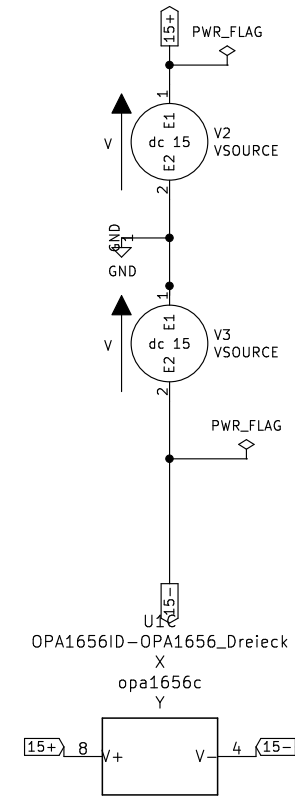 15+
PWR_FLAG
1
E1
V
dc 15
V2
VSOURCE
E2
2
GND
1
GND
1
E1
V
dc 15
V3
VSOURCE
E2
2
PWR_FLAG
15-
U1C
OPA1656ID-OPA1656_Dreieck
X
opa1656c
Y
15+
8
V+
V-
4
15-